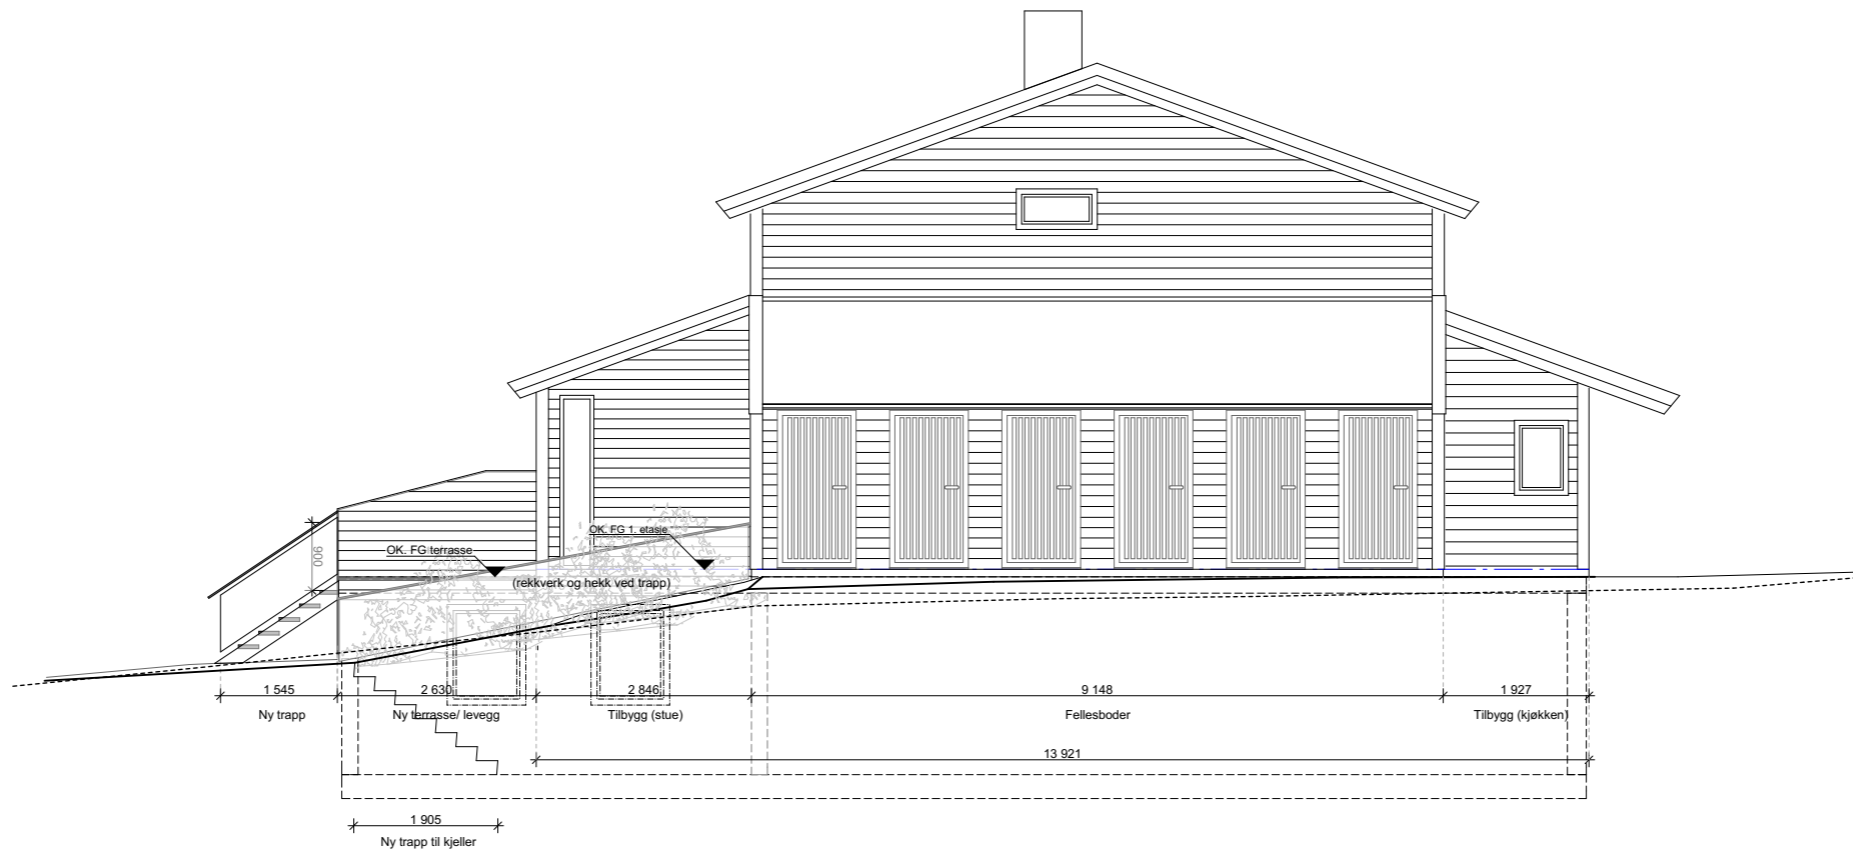 OK. FG 1. etasje
900
OK. FG terrasse
(rekkverk og hekk ved trapp)
1 545
2 630
2 846
9 148
1 927
Ny trapp
Ny terrasse/ levegg
Tilbygg (stue)
Fellesboder
Tilbygg (kjøkken)
13 921
1 905
Ny trapp til kjeller